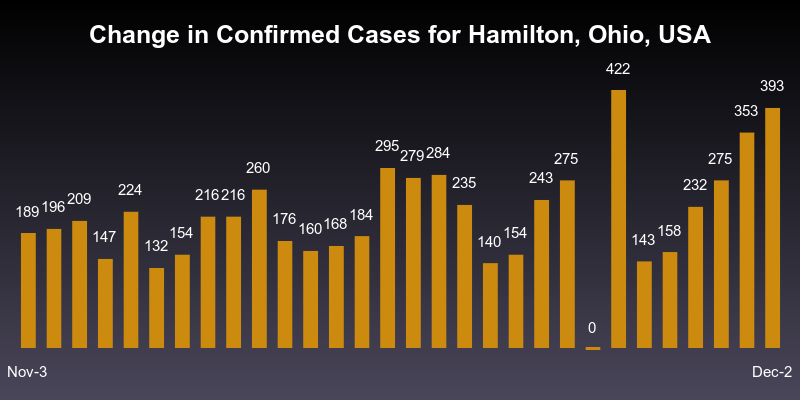 Change in Confirmed Cases for Hamilton, Ohio, USA
189 196 209 147 224 132 154 216 216 260 176 160 168 184 295 279 284 235 140 154 243 275 0 422 143 158 232 275 353 393
Nov-3 Dec-2